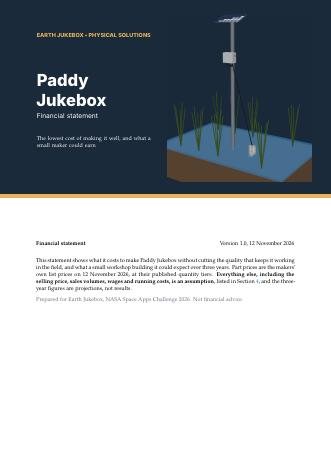 EARTH JUKEBOX • PHYSICAL SOLUTIONS
Paddy
Jukebox
Financial statement
The lowest cost of making it well, and what a
small maker could earn
Financial statement
Version 1.0, 12 November 2026
This statement shows what it costs to make Paddy Jukebox without cutting the quality that keeps it working
in the field, and what a small workshop building it could expect over three years. Part prices are the makers'
own list prices on 12 November 2026, at their published quantity tiers. Everything else, including the
selling price, sales volumes, wages and running costs, is an assumption, listed in Section 4, and the three-
year figures are projections, not results.
Prepared for Earth Jukebox, NASA Space Apps Challenge 2026. Not financial advice.